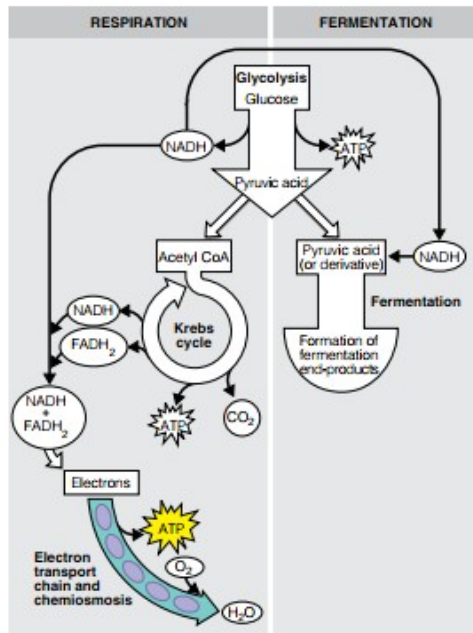 RESPIRATION
FERMENTATION
Glycolysis
Glucose
NADH
ATP
Pyruvic acid
Acetyl CoA
Pyruvic acid
(or derivative)
NADH
NADH
Fermentation
Krebs
cycle
FADH2
Formation of
fermentation
end-products
NADH
+
FADH2
ATP
CO2
Electrons
ATP
Electron
transport
chain and
chemiosmosis
O2
H2O